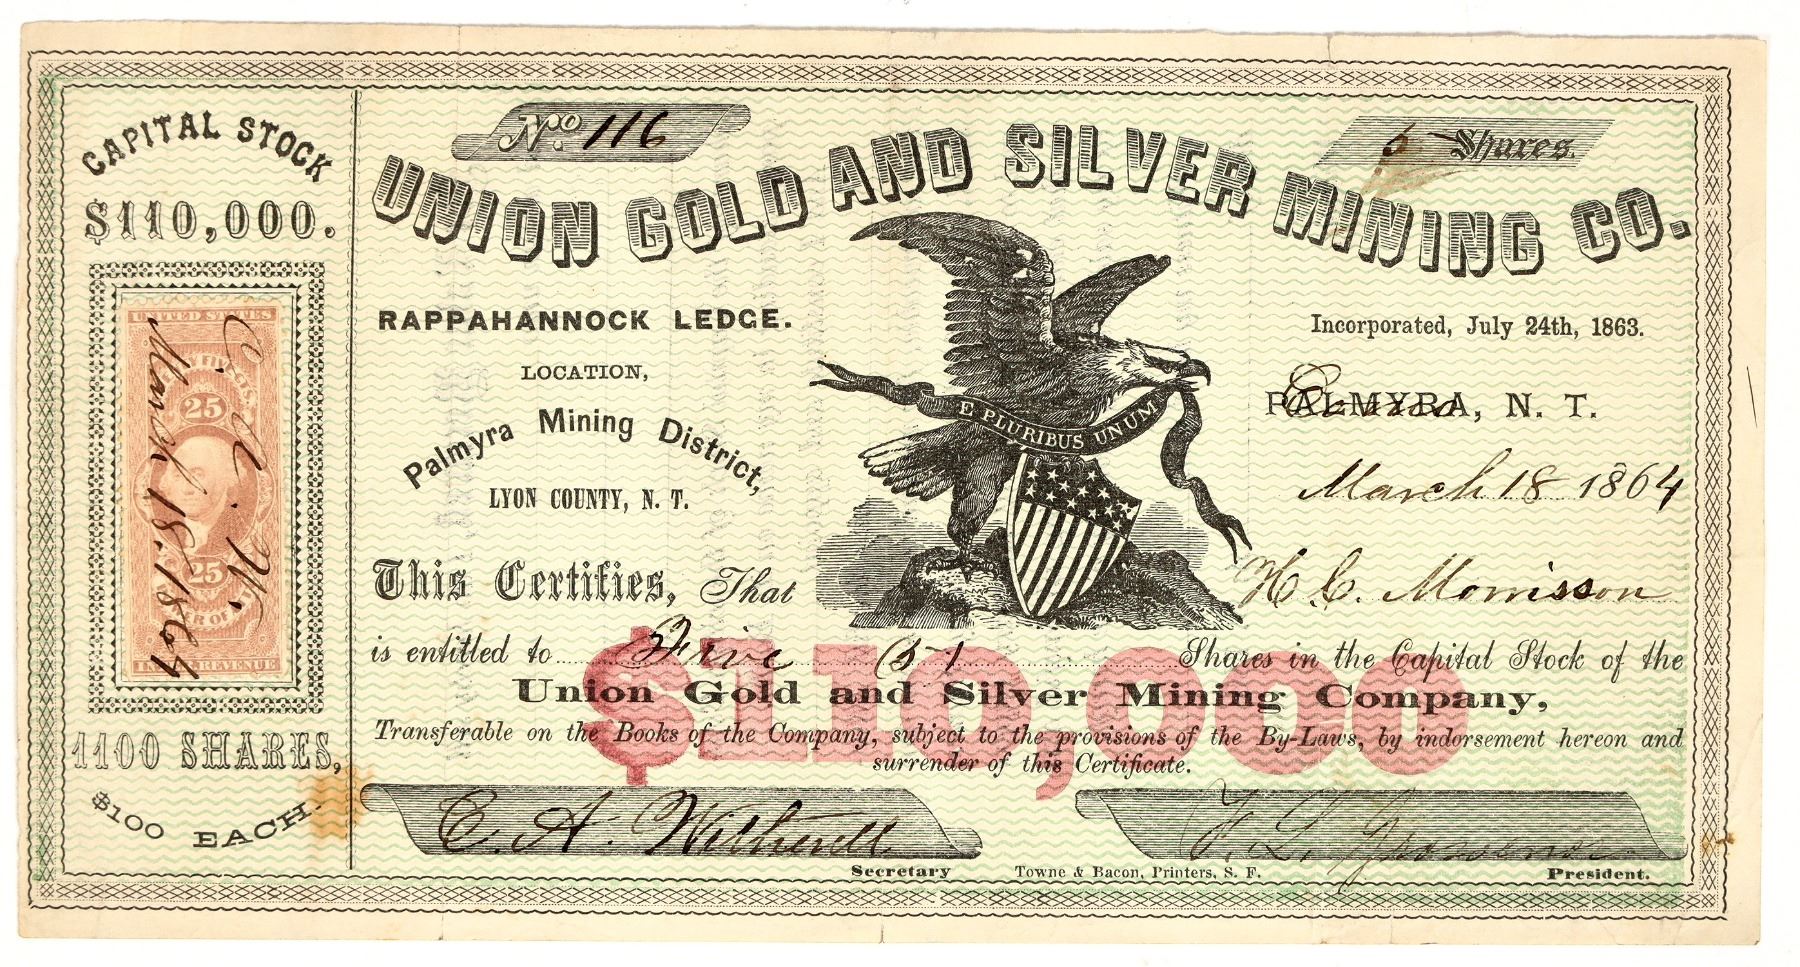 CAPITAL STOCK
$110,000.
UNITED STATES
25
25
INTER. REVENUE
C. A. W.
March 18. 1864
1100 SHARES,
$100 EACH.
No. 116
5 Shares.
UNION GOLD AND SILVER MINING CO.
RAPPAHANNOCK LEDGE.
LOCATION,
Palmyra Mining District,
LYON COUNTY, N. T.
E PLURIBUS UNUM
Incorporated, July 24th, 1863.
PALMYRA, N. T.
March 18 1864
This Certifies, That H. C. Morrisson
is entitled to Five (5) Shares in the Capital Stock of the
$110,000
Union Gold and Silver Mining Company,
Transferable on the Books of the Company, subject to the provisions of the By-Laws, by indorsement hereon and
surrender of this Certificate.
C. A. Witherell
Secretary
Towne & Bacon, Printers, S. F.
President.